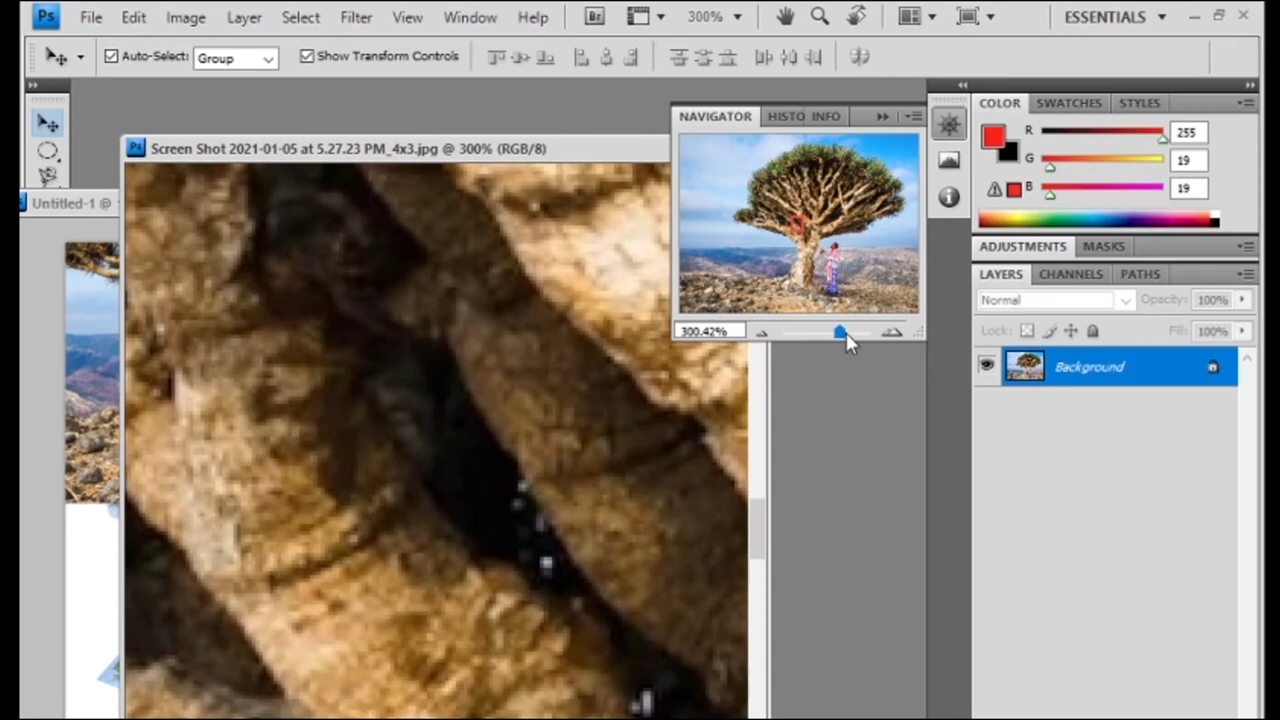 Ps File Edit Image Layer Select Filter View Window Help Br 300% ESSENTIALS
Auto-Select: Group Show Transform Controls
NAVIGATOR HISTO INFO
COLOR SWATCHES STYLES
Ps Screen Shot 2021-01-05 at 5.27.23 PM_4x3.jpg @ 300% (RGB/8)
R 255
G 19
B 19
Untitled-1 @
ADJUSTMENTS MASKS
LAYERS CHANNELS PATHS
Normal Opacity: 100%
300.42%
Lock: Fill: 100%
Background